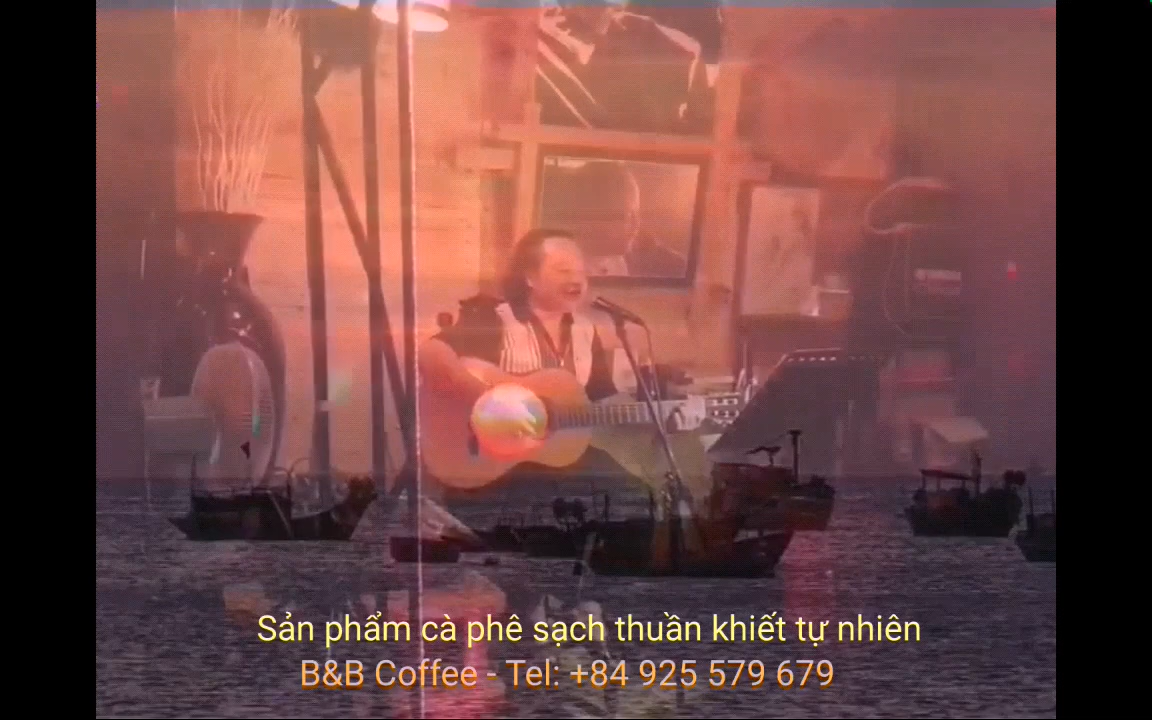 Sản phẩm cà phê sạch thuần khiết tự nhiên
B&B Coffee - Tel: +84 925 579 679